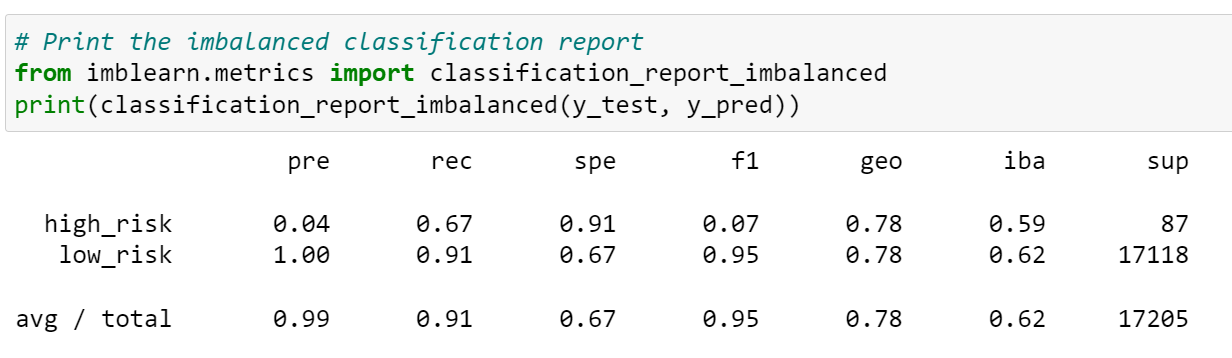 # Print the imbalanced classification report
from imblearn.metrics import classification_report_imbalanced
print(classification_report_imbalanced(y_test, y_pred))
pre rec spe f1 geo iba sup
high_risk 0.04 0.67 0.91 0.07 0.78 0.59 87
low_risk 1.00 0.91 0.67 0.95 0.78 0.62 17118
avg / total 0.99 0.91 0.67 0.95 0.78 0.62 17205